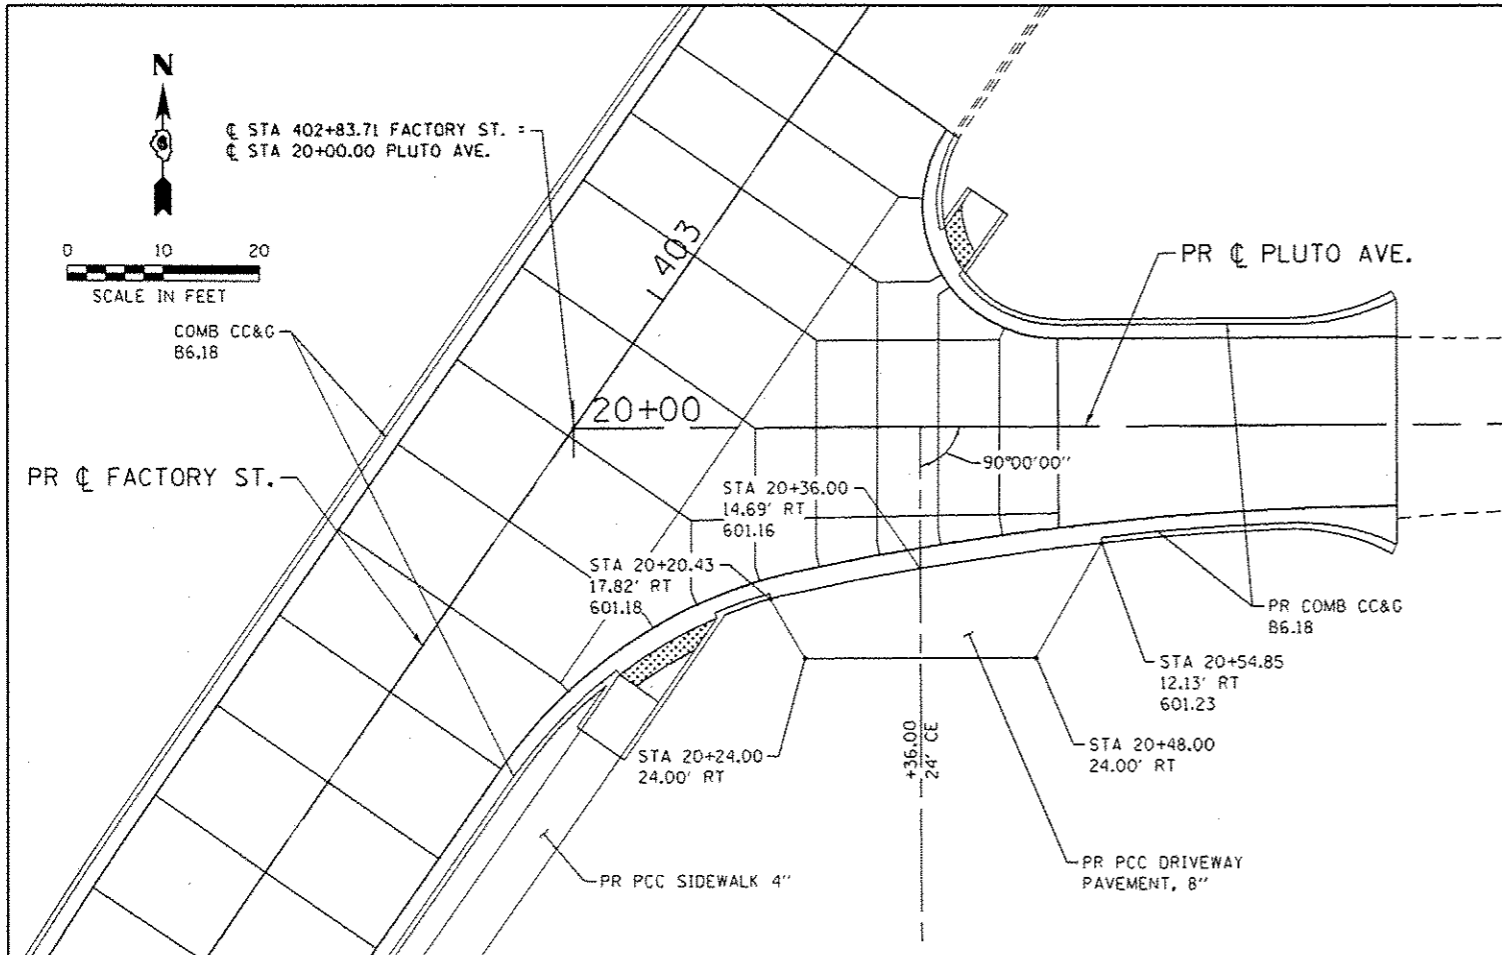 N
℄ STA 402+83.71 FACTORY ST. =
℄ STA 20+00.00 PLUTO AVE.
0 10 20
SCALE IN FEET
COMB CC&G
B6.18
403
PR ℄ PLUTO AVE.
20+00
PR ℄ FACTORY ST.
90°00'00"
STA 20+36.00
14.69' RT
601.16
STA 20+20.43
17.82' RT
601.18
PR COMB CC&G
B6.18
STA 20+54.85
12.13' RT
601.23
STA 20+24.00
24.00' RT
+36.00
24' CE
STA 20+48.00
24.00' RT
PR PCC SIDEWALK 4"
PR PCC DRIVEWAY
PAVEMENT, 8"